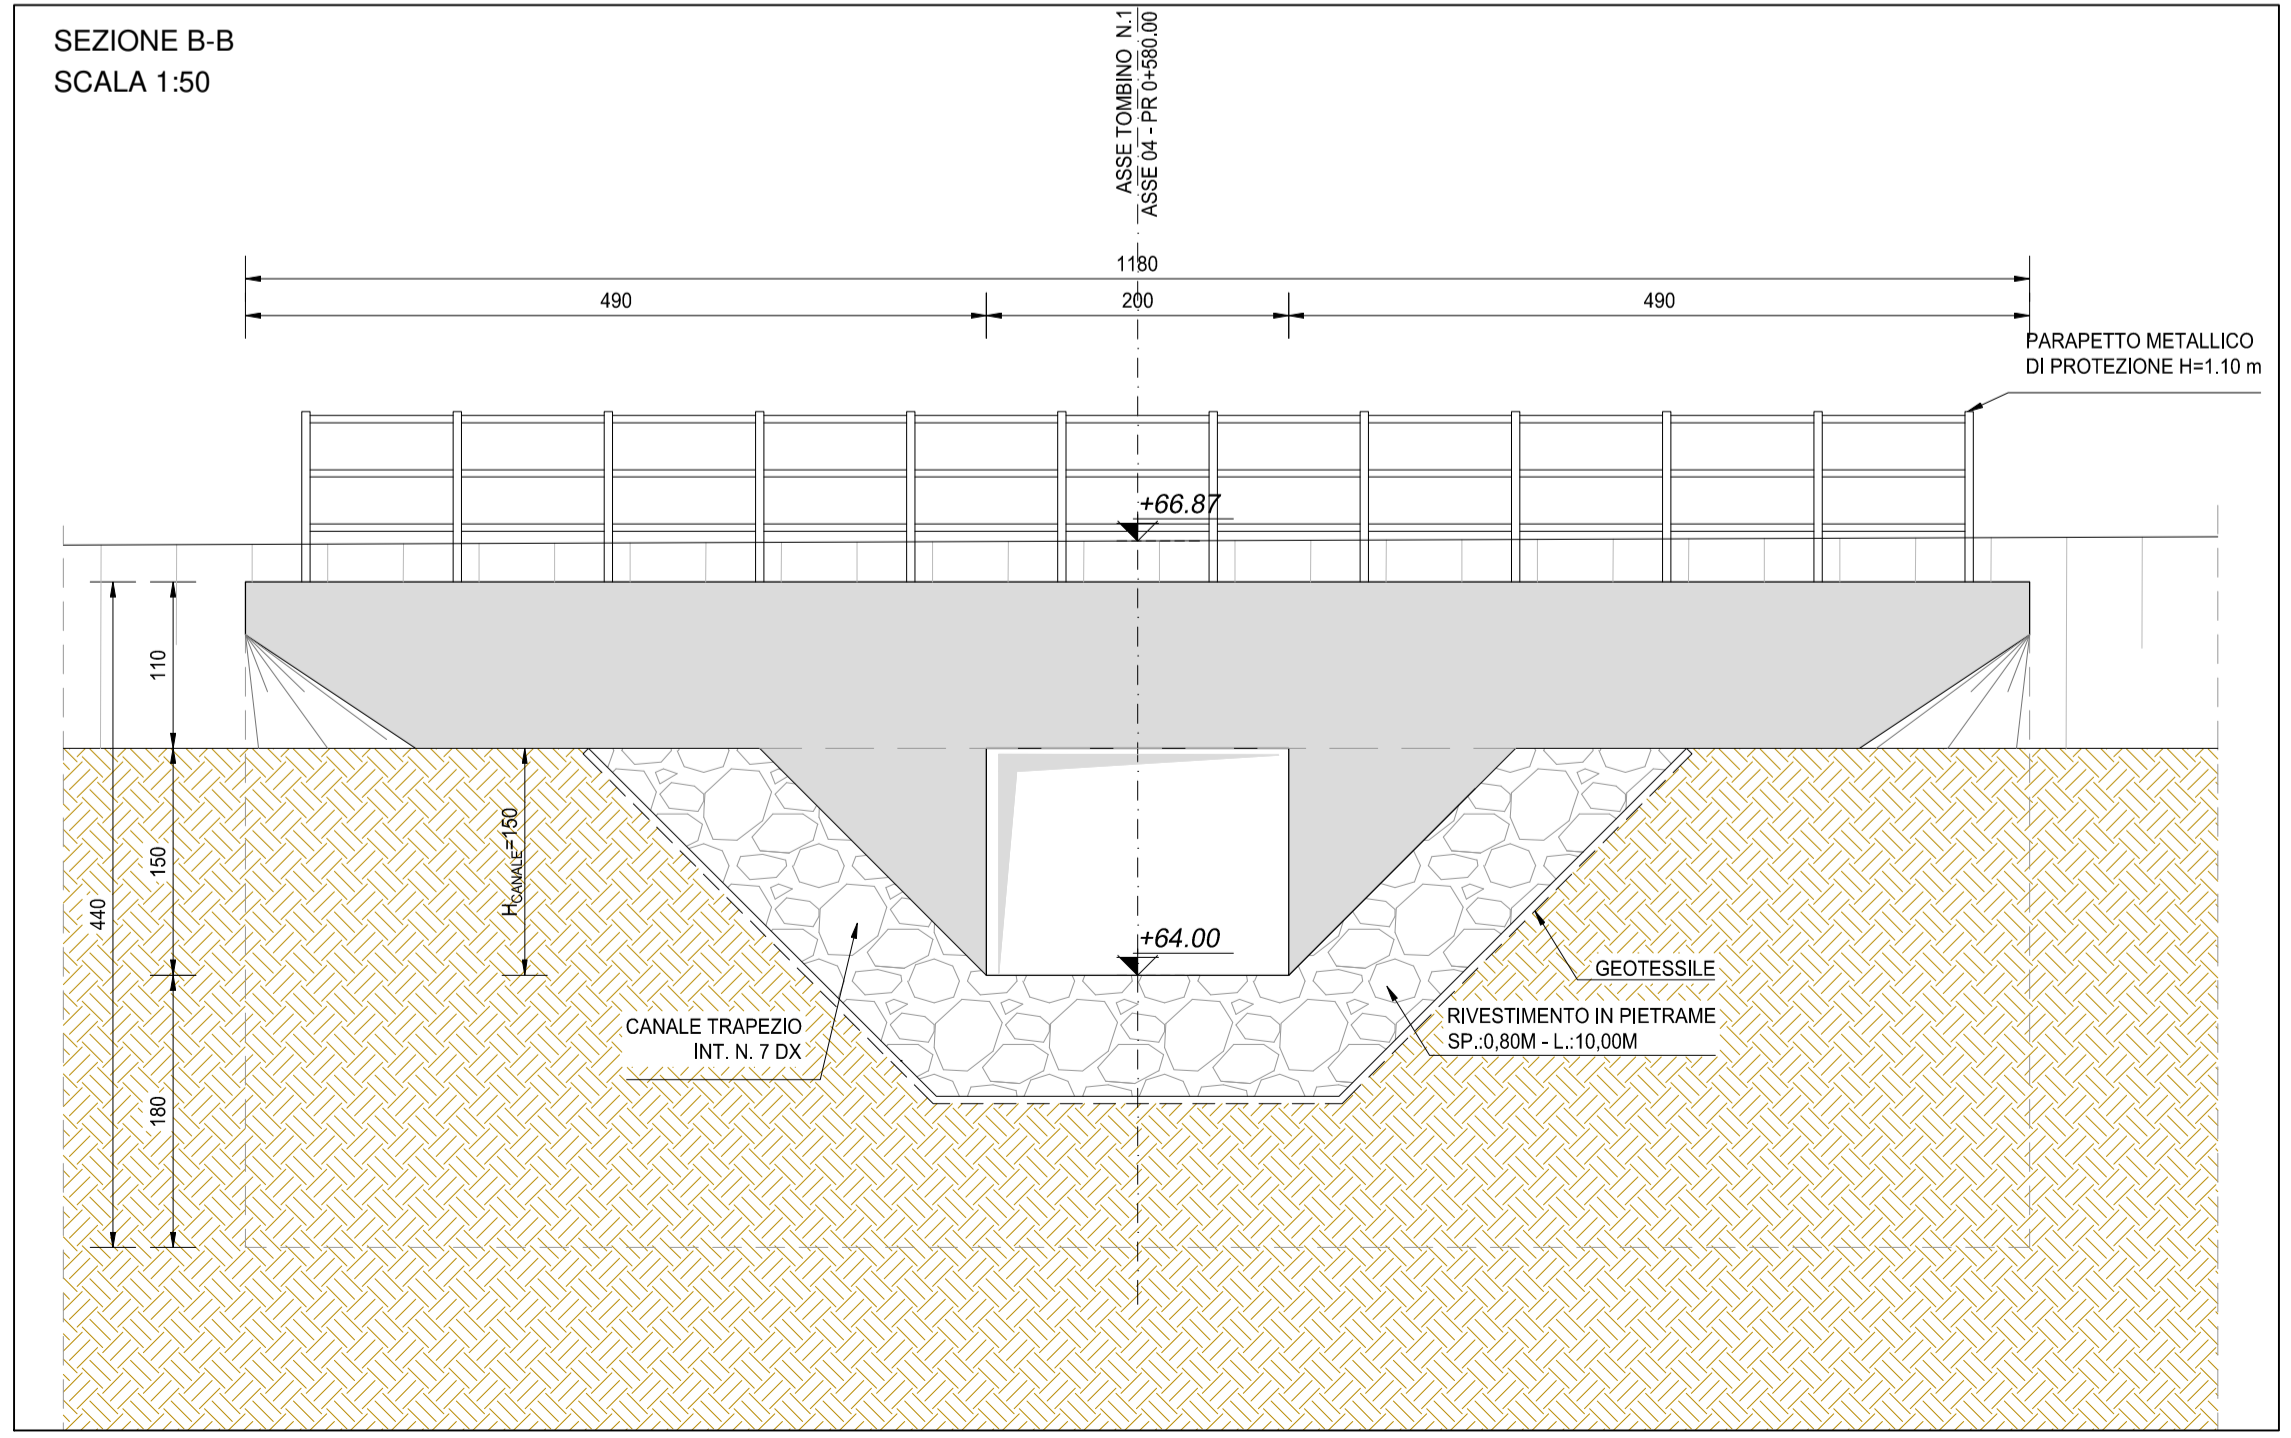 SEZIONE B-B
SCALA 1:50
ASSE TOMBINO N.1
ASSE 04 - PR 0+580.00
1180
490
200
490
PARAPETTO METALLICO
DI PROTEZIONE H=1.10 m
+66.87
110
150
440
180
HCANALE=150
+64.00
GEOTESSILE
CANALE TRAPEZIO
INT. N. 7 DX
RIVESTIMENTO IN PIETRAME
SP.:0,80M - L.:10,00M